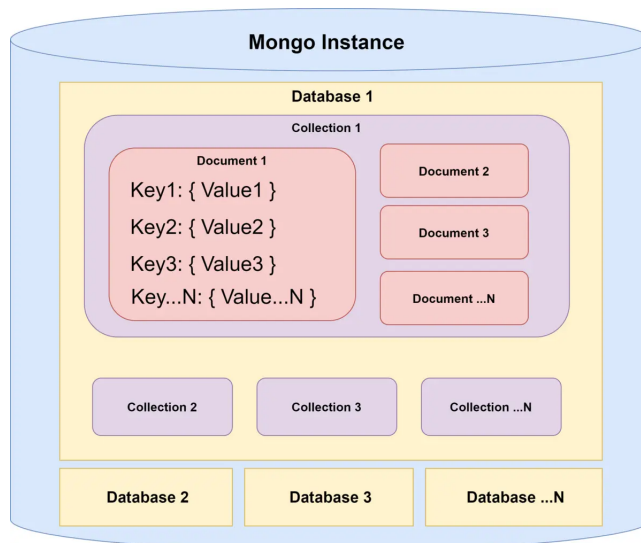 Mongo Instance
Database 1
Collection 1
Document 1
Key1: { Value1 }
Key2: { Value2 }
Key3: { Value3 }
Key...N: { Value...N }
Document 2
Document 3
Document ...N
Collection 2
Collection 3
Collection ...N
Database 2
Database 3
Database ...N